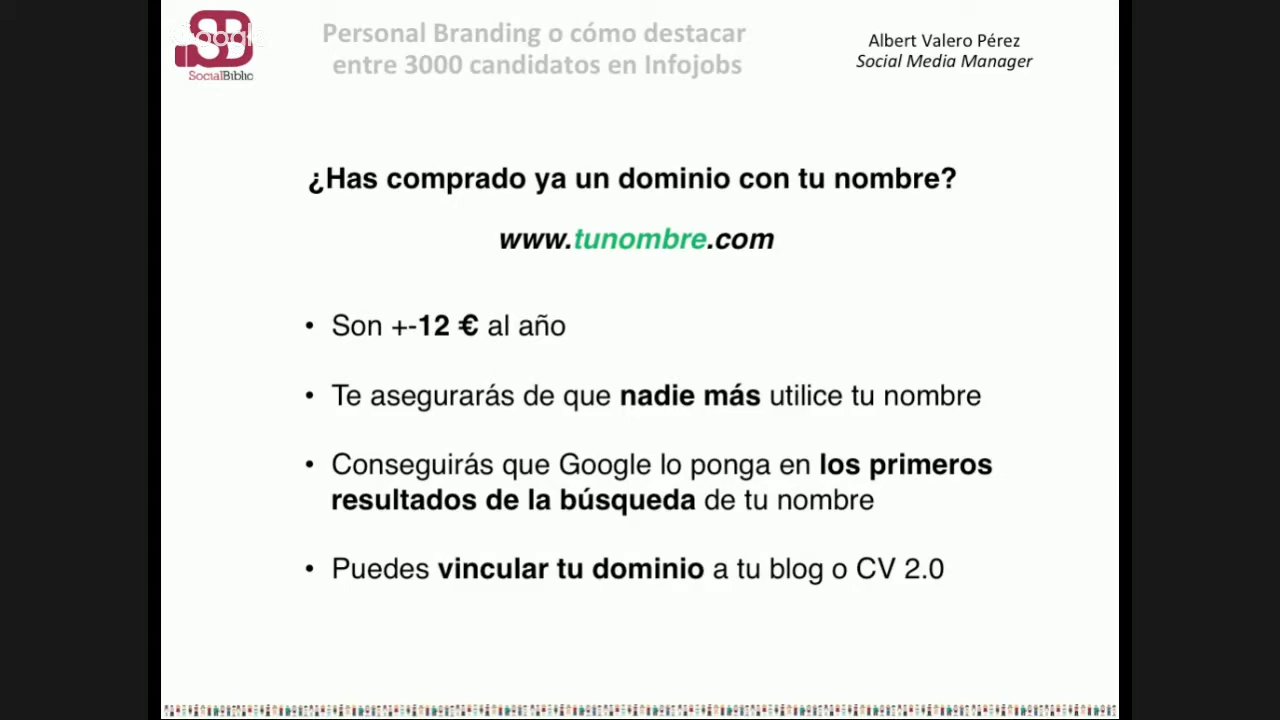 Google
SocialBiblio
Personal Branding o cómo destacar
entre 3000 candidatos en Infojobs
Albert Valero Pérez
Social Media Manager
¿Has comprado ya un dominio con tu nombre?
www.tunombre.com
• Son +-12 € al año
• Te asegurarás de que nadie más utilice tu nombre
• Conseguirás que Google lo ponga en los primeros
resultados de la búsqueda de tu nombre
• Puedes vincular tu dominio a tu blog o CV 2.0